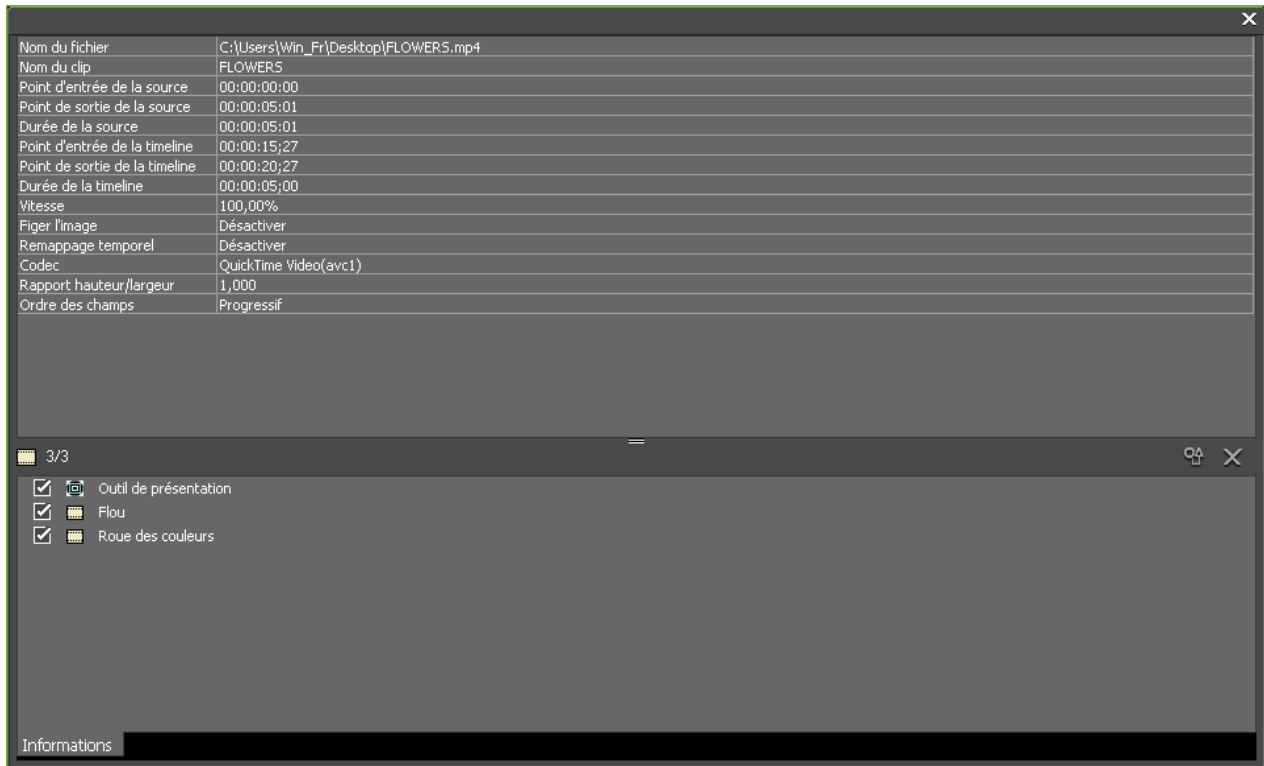 Nom du fichier C:\Users\Win_Fr\Desktop\FLOWERS.mp4
Nom du clip FLOWERS
Point d'entrée de la source 00:00:00:00
Point de sortie de la source 00:00:05:01
Durée de la source 00:00:05:01
Point d'entrée de la timeline 00:00:15;27
Point de sortie de la timeline 00:00:20;27
Durée de la timeline 00:00:05;00
Vitesse 100,00%
Figer l'image Désactiver
Remappage temporel Désactiver
Codec QuickTime Video(avc1)
Rapport hauteur/largeur 1,000
Ordre des champs Progressif
3/3
Outil de présentation
Flou
Roue des couleurs
Informations